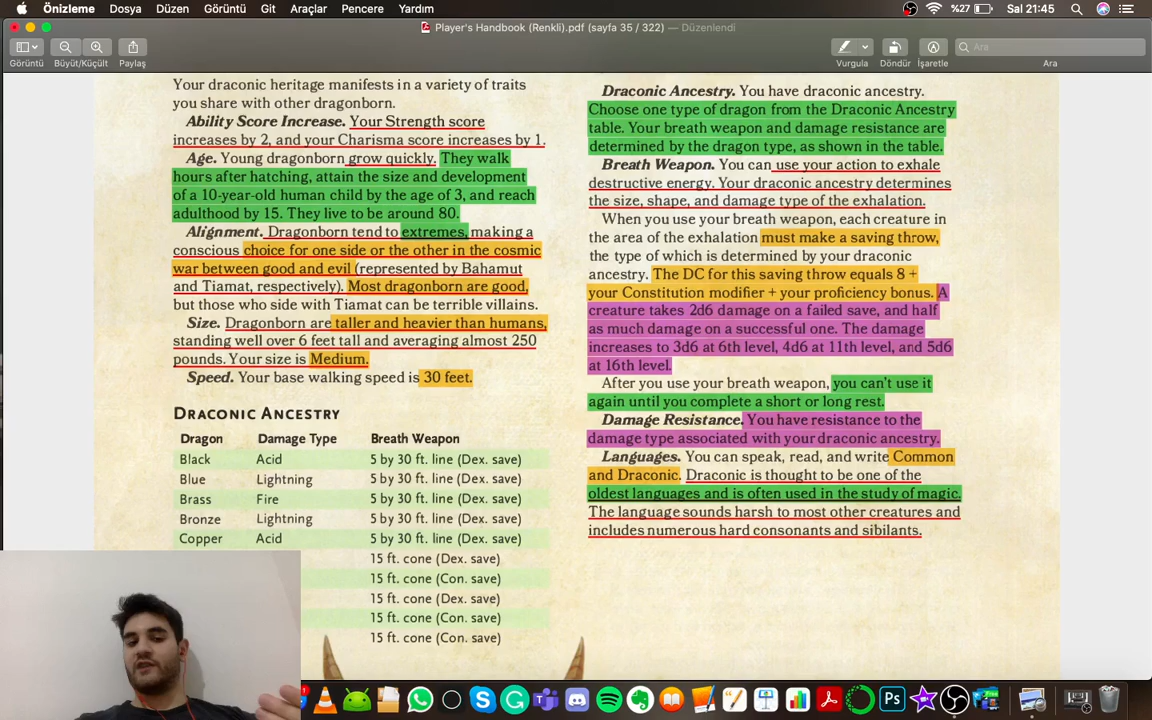 Önizleme Dosya Düzen Görüntü Git Araçlar Pencere Yardım %27 Sal 21:45
Player's Handbook (Renkli).pdf (sayfa 35 / 322) — Düzenlendi
Ara
Görüntü Büyüt/Küçült Paylaş Vurgula Döndür İşaretle Ara
Your draconic heritage manifests in a variety of traits
you share with other dragonborn.
Ability Score Increase. Your Strength score
increases by 2, and your Charisma score increases by 1.
Age. Young dragonborn grow quickly. They walk
hours after hatching, attain the size and development
of a 10-year-old human child by the age of 3, and reach
adulthood by 15. They live to be around 80.
Alignment. Dragonborn tend to extremes, making a
conscious choice for one side or the other in the cosmic
war between good and evil (represented by Bahamut
and Tiamat, respectively). Most dragonborn are good,
but those who side with Tiamat can be terrible villains.
Size. Dragonborn are taller and heavier than humans,
standing well over 6 feet tall and averaging almost 250
pounds. Your size is Medium.
Speed. Your base walking speed is 30 feet.
DRACONIC ANCESTRY
Dragon Damage Type Breath Weapon
Black Acid 5 by 30 ft. line (Dex. save)
Blue Lightning 5 by 30 ft. line (Dex. save)
Brass Fire 5 by 30 ft. line (Dex. save)
Bronze Lightning 5 by 30 ft. line (Dex. save)
Copper Acid 5 by 30 ft. line (Dex. save)
15 ft. cone (Dex. save)
15 ft. cone (Con. save)
15 ft. cone (Dex. save)
15 ft. cone (Con. save)
15 ft. cone (Con. save)
Draconic Ancestry. You have draconic ancestry.
Choose one type of dragon from the Draconic Ancestry
table. Your breath weapon and damage resistance are
determined by the dragon type, as shown in the table.
Breath Weapon. You can use your action to exhale
destructive energy. Your draconic ancestry determines
the size, shape, and damage type of the exhalation.
When you use your breath weapon, each creature in
the area of the exhalation must make a saving throw,
the type of which is determined by your draconic
ancestry. The DC for this saving throw equals 8 +
your Constitution modifier + your proficiency bonus. A
creature takes 2d6 damage on a failed save, and half
as much damage on a successful one. The damage
increases to 3d6 at 6th level, 4d6 at 11th level, and 5d6
at 16th level.
After you use your breath weapon, you can't use it
again until you complete a short or long rest.
Damage Resistance. You have resistance to the
damage type associated with your draconic ancestry.
Languages. You can speak, read, and write Common
and Draconic. Draconic is thought to be one of the
oldest languages and is often used in the study of magic.
The language sounds harsh to most other creatures and
includes numerous hard consonants and sibilants.
Ps